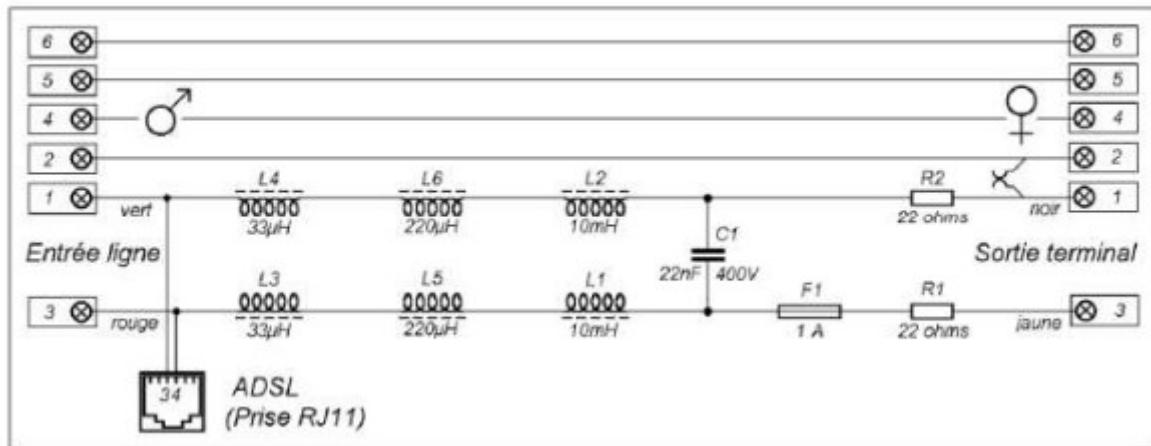 6 6
5 5
4 4
2 2
L4 L6 L2 R2
1 1
vert 33µH 220µH 10mH 22 ohms noir
C1
Entrée ligne Sortie terminal
22nF 400V
L3 L5 L1 F1 R1
3 3
rouge 33µH 220µH 10mH 1 A 22 ohms jaune
34 ADSL
(Prise RJ11)